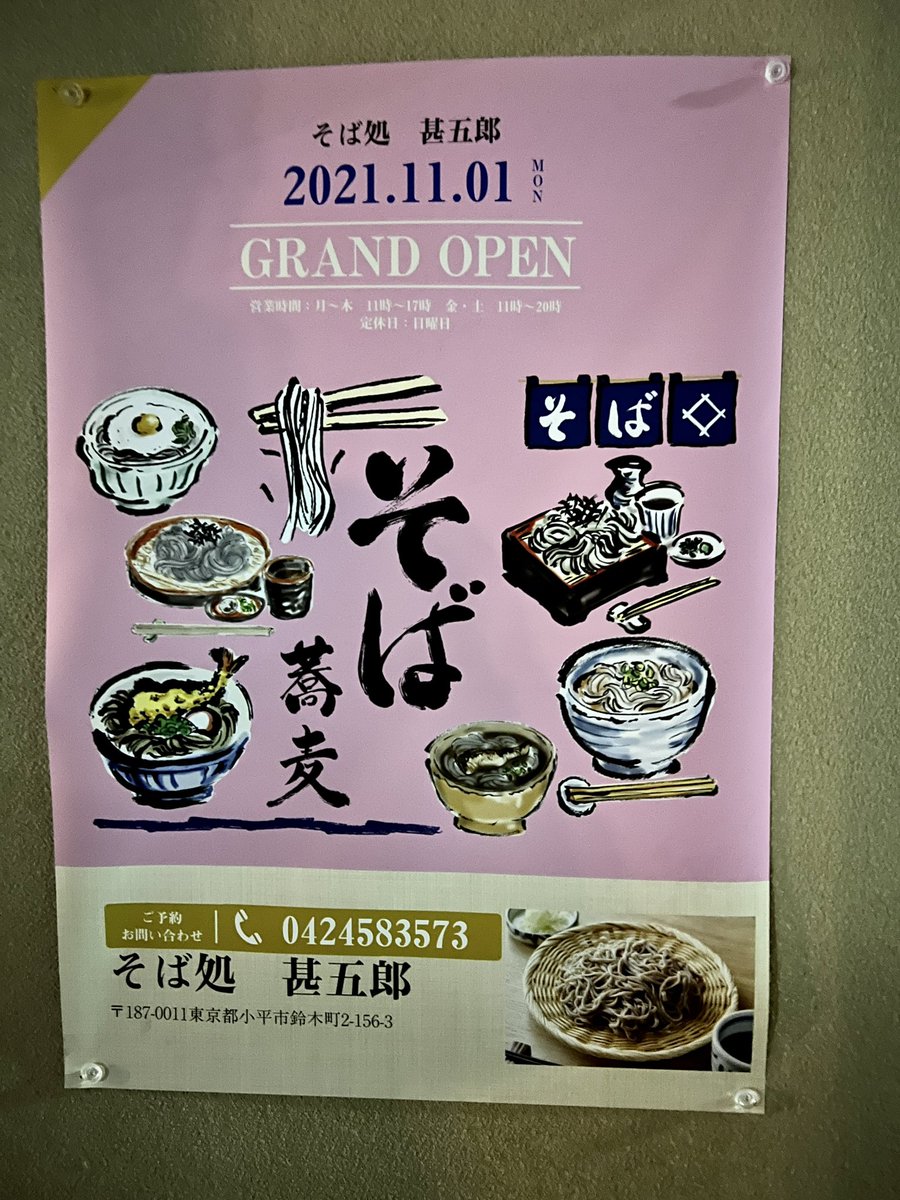 そば処 甚五郎
2021.11.01 MON
GRAND OPEN
営業時間：月～木 11時～17時 金・土 11時～20時
定休日：日曜日
そば
そば
蕎麦
ご予約
お問い合わせ
0424583573
そば処 甚五郎
〒187-0011東京都小平市鈴木町2-156-3